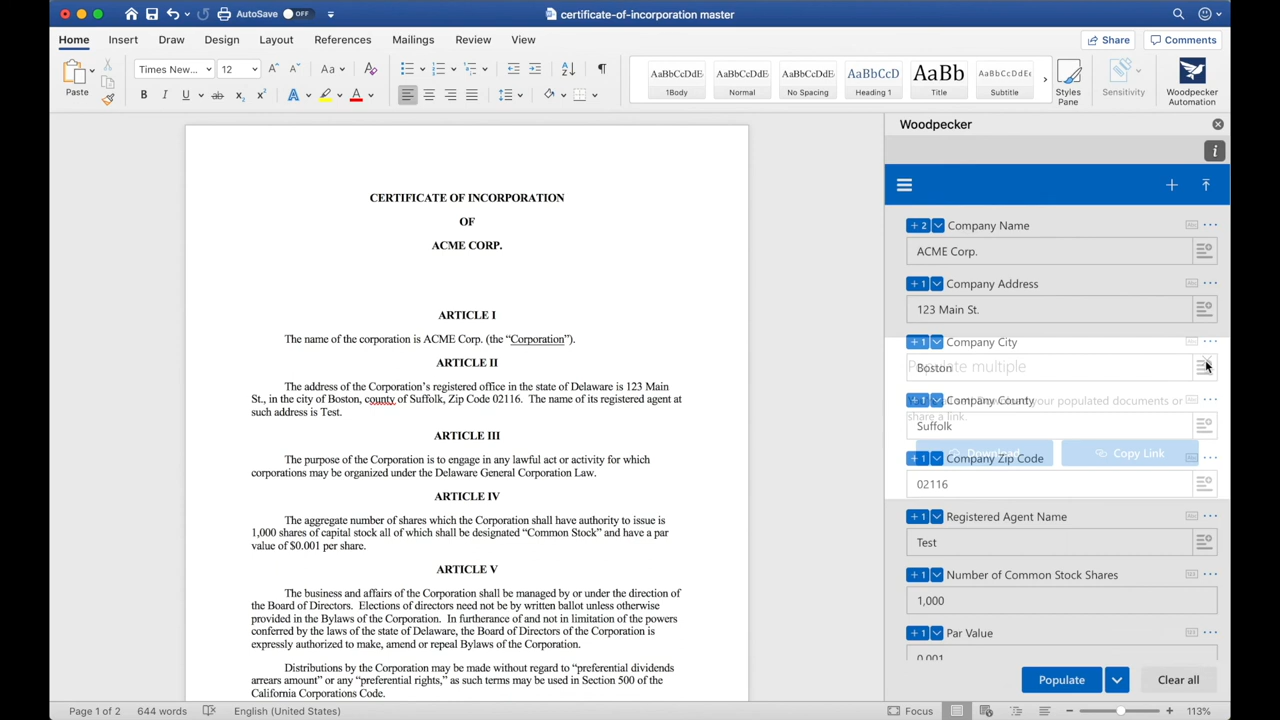 AutoSave OFF
certificate-of-incorporation master
Home Insert Draw Design Layout References Mailings Review View
Share Comments
Paste
Times New... 12
AaBbCcDdEe AaBbCcDdEe AaBbCcDdEe AaBbCcD AaBb AaBbCcDdEe
1Body Normal No Spacing Heading 1 Title Subtitle
Styles Pane
Sensitivity
Woodpecker Automation
CERTIFICATE OF INCORPORATION
OF
ACME CORP.
ARTICLE I
The name of the corporation is ACME Corp. (the “Corporation”).
ARTICLE II
The address of the Corporation’s registered office in the state of Delaware is 123 Main
St., in the city of Boston, county of Suffolk, Zip Code 02116. The name of its registered agent at
such address is Test.
ARTICLE III
The purpose of the Corporation is to engage in any lawful act or activity for which
corporations may be organized under the Delaware General Corporation Law.
ARTICLE IV
The aggregate number of shares which the Corporation shall have authority to issue is
1,000 shares of capital stock all of which shall be designated “Common Stock” and have a par
value of $0.001 per share.
ARTICLE V
The business and affairs of the Corporation shall be managed by or under the direction of
the Board of Directors. Elections of directors need not be by written ballot unless otherwise
provided in the Bylaws of the Corporation. In furtherance of and not in limitation of the powers
conferred by the laws of the state of Delaware, the Board of Directors of the Corporation is
expressly authorized to make, amend or repeal Bylaws of the Corporation.
Distributions by the Corporation may be made without regard to “preferential dividends
arrears amount” or any “preferential rights,” as such terms may be used in Section 500 of the
California Corporations Code.
Woodpecker
+ 2 Company Name
ACME Corp.
+ 1 Company Address
123 Main St.
+ 1 Company City
Boston
Populate multiple
+ 1 Company County
your populated documents or
share a link.
Suffolk
Download Copy Link
+ 1 Company Zip Code
02116
+ 1 Registered Agent Name
Test
+ 1 Number of Common Stock Shares
1,000
+ 1 Par Value
0.001
Populate Clear all
Page 1 of 2 644 words English (United States) Focus 113%